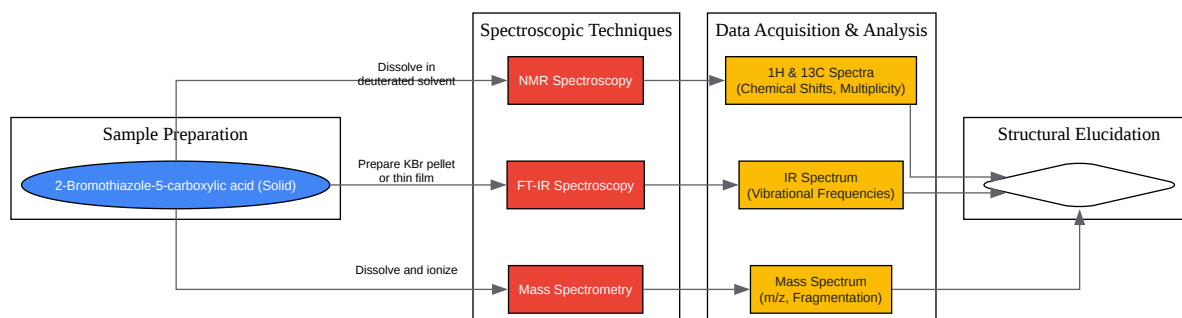 Spectroscopic Techniques
Data Acquisition & Analysis
Dissolve in
deuterated solvent
NMR Spectroscopy
1H & 13C Spectra
(Chemical Shifts, Multiplicity)
Sample Preparation
Structural Elucidation
2-Bromothiazole-5-carboxylic acid (Solid)
Prepare KBr pellet
or thin film
FT-IR Spectroscopy
IR Spectrum
(Vibrational Frequencies)
Dissolve and ionize
Mass Spectrometry
Mass Spectrum
(m/z, Fragmentation)